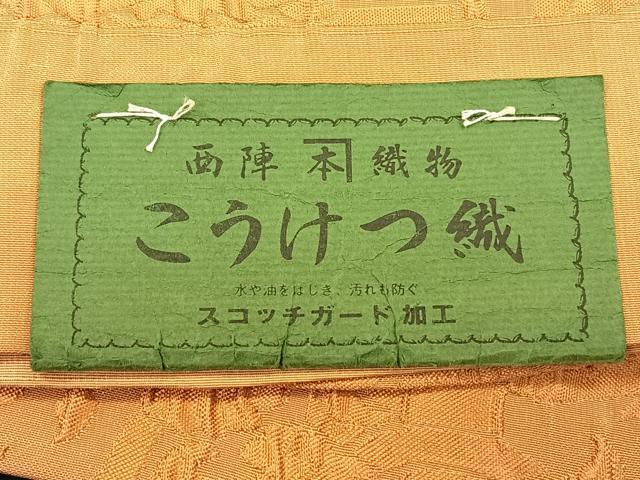 西陣 本 織物
こうけつ織
水や油をはじき、汚れも防ぐ
スコッチガード加工